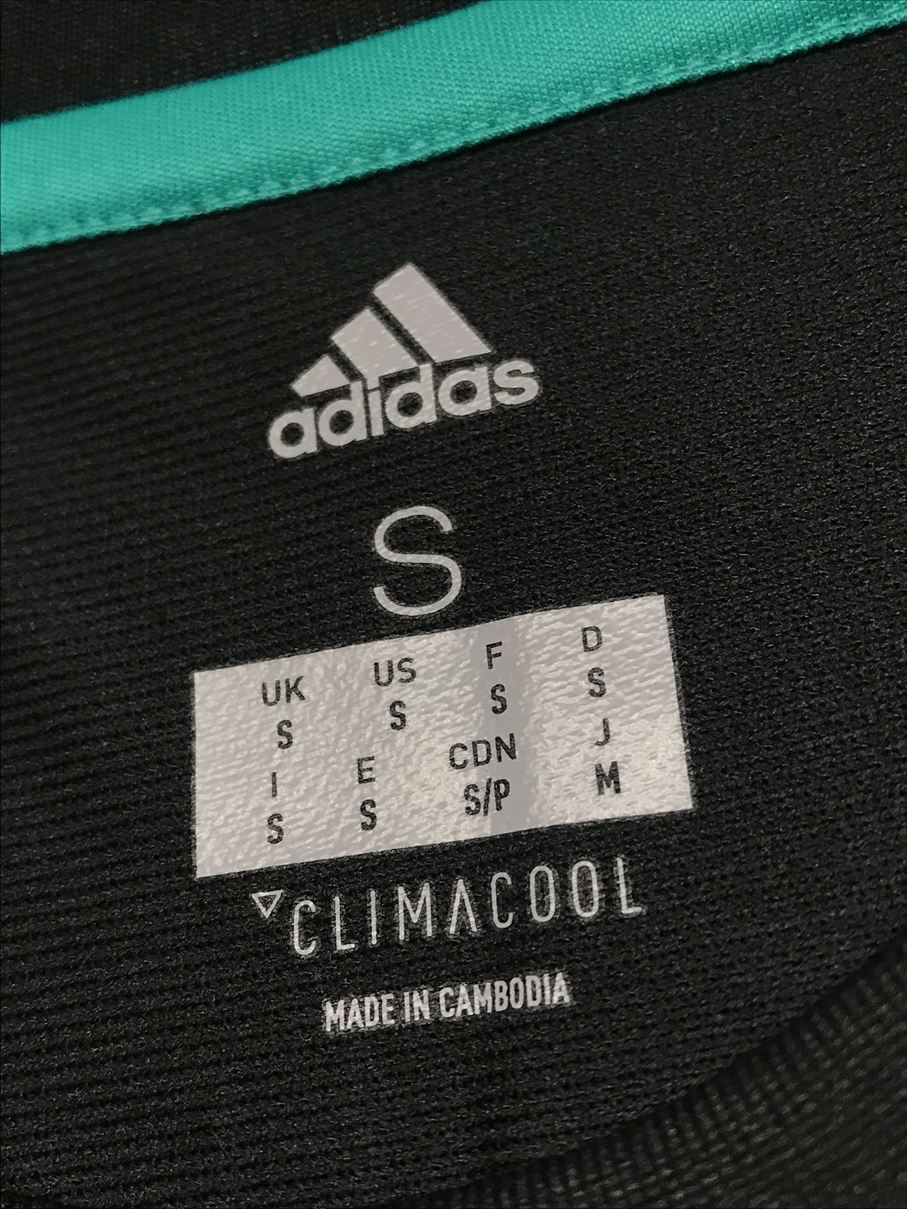 adidas
S
UK US F D
S S S S
I E CDN J
S S S/P M
CLIMACOOL
MADE IN CAMBODIA